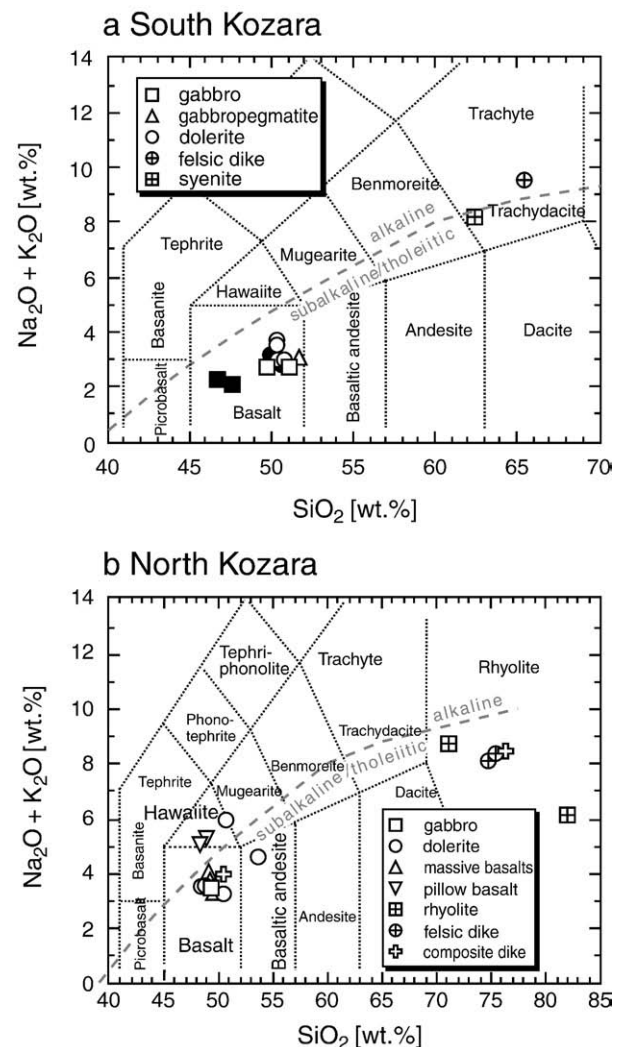 a South Kozara
14
12
10
8
6
4
2
0
Na₂O + K₂O [wt.%]
gabbro
gabbropegmatite
dolerite
felsic dike
syenite
Trachyte
Benmoreite
Trachydacite
alkaline
subalkaline/tholeiitic
Tephrite
Mugearite
Hawaiite
Basanite
Picrobasalt
Basalt
Basaltic andesite
Andesite
Dacite
40 45 50 55 60 65 70
SiO₂ [wt.%]
b North Kozara
14
12
10
8
6
4
2
0
Na₂O + K₂O [wt.%]
Tephri-
phonolite
Trachyte
Rhyolite
Phono-
tephrite
Trachydacite
alkaline
subalkaline/tholeiitic
Benmoreite
Tephrite
Mugearite
Dacite
Hawaiite
Basanite
Picrobasalt
Basalt
Basaltic andesite
Andesite
gabbro
dolerite
massive basalts
pillow basalt
rhyolite
felsic dike
composite dike
40 45 50 55 60 65 70 75 80 85
SiO₂ [wt.%]